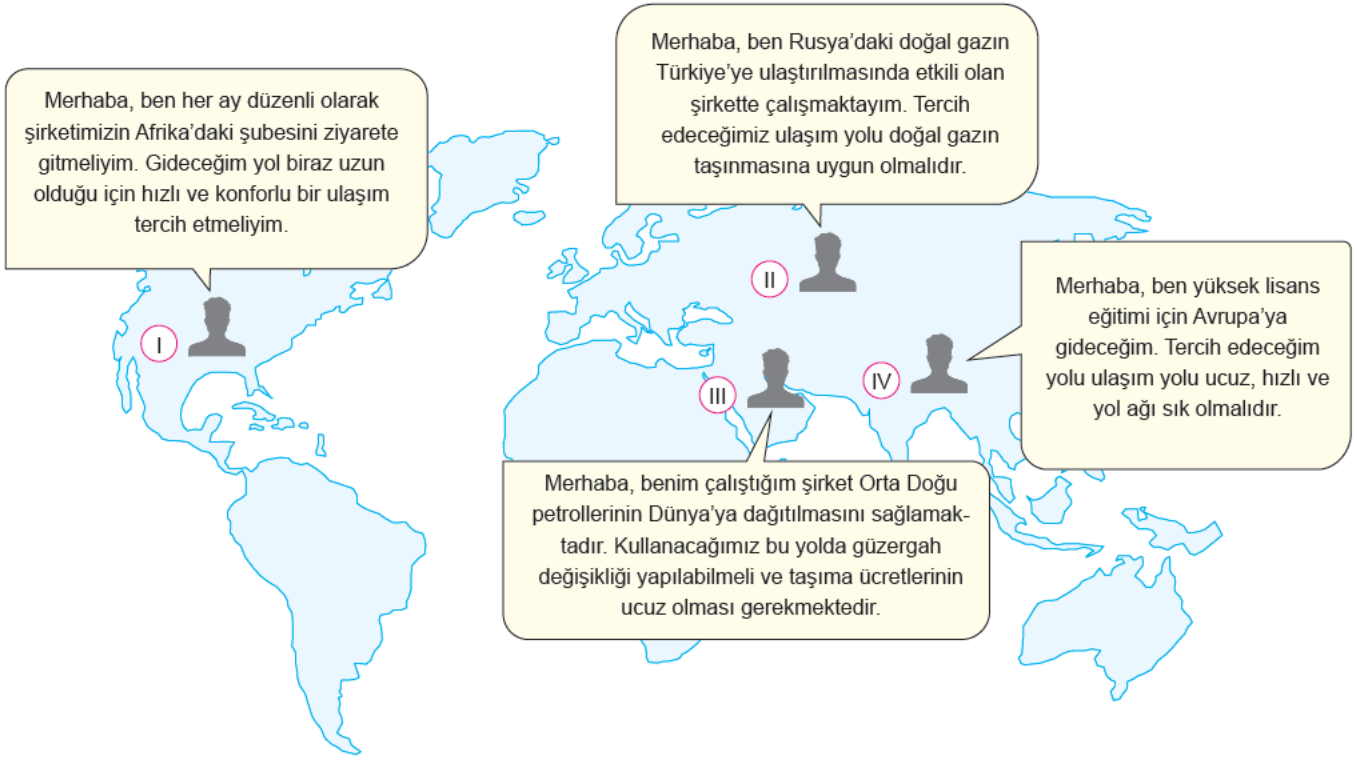 Merhaba, ben her ay düzenli olarak
şirketimizin Afrika'daki şubesini ziyarete
gitmeliyim. Gideceğim yol biraz uzun
olduğu için hızlı ve konforlu bir ulaşım
tercih etmeliyim.
I
Merhaba, ben Rusya'daki doğal gazın
Türkiye'ye ulaştırılmasında etkili olan
şirkette çalışmaktayım. Tercih
edeceğimiz ulaşım yolu doğal gazın
taşınmasına uygun olmalıdır.
II
Merhaba, benim çalıştığım şirket Orta Doğu
petrollerinin Dünya'ya dağıtılmasını sağlamak-
tadır. Kullanacağımız bu yolda güzergah
değişikliği yapılabilmeli ve taşıma ücretlerinin
ucuz olması gerekmektedir.
III
Merhaba, ben yüksek lisans
eğitimi için Avrupa'ya
gideceğim. Tercih edeceğim
yolu ulaşım yolu ucuz, hızlı ve
yol ağı sık olmalıdır.
IV